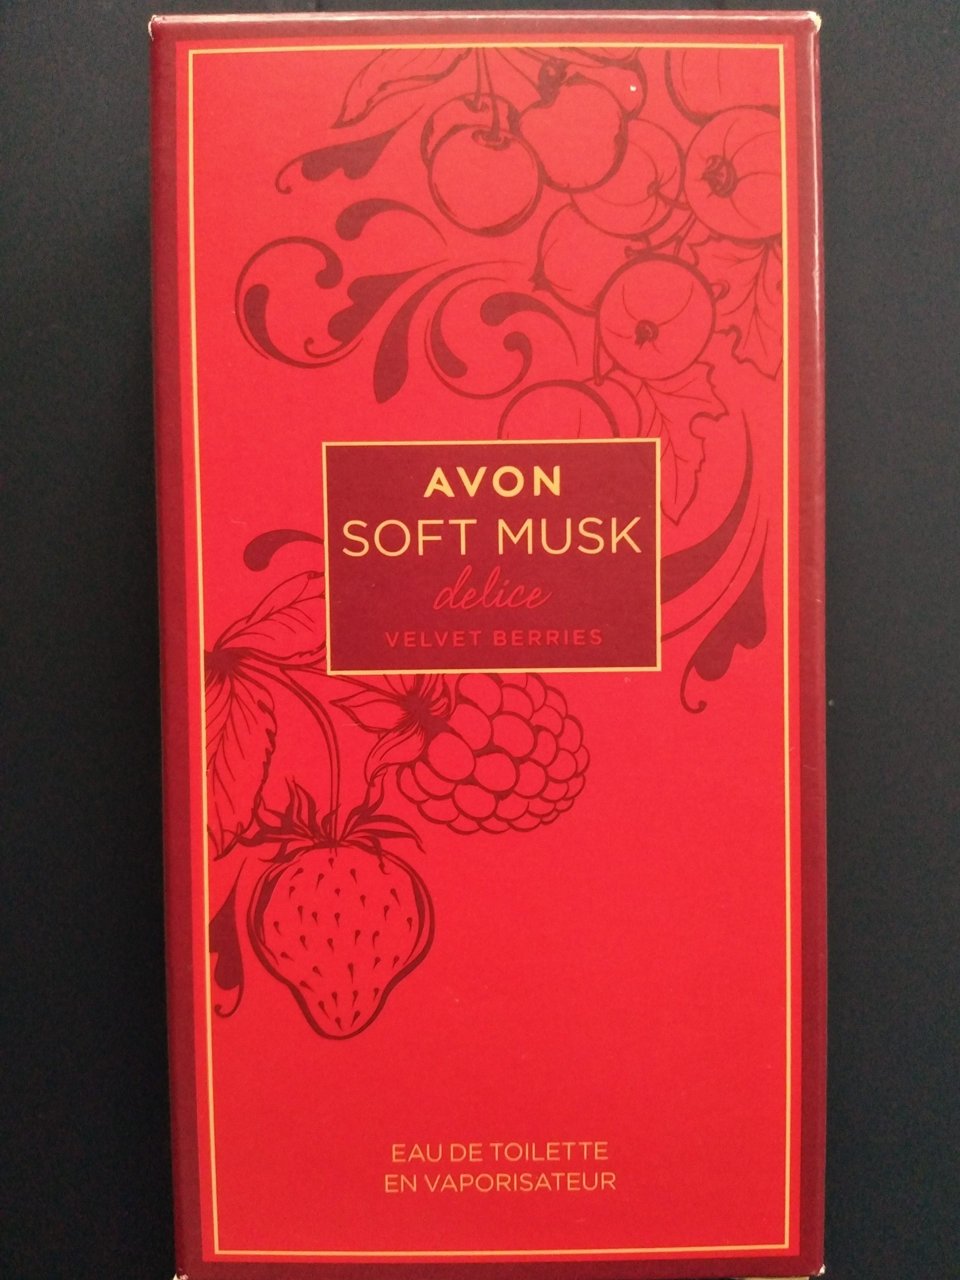 AVON
SOFT MUSK
delice
VELVET BERRIES
EAU DE TOILETTE
EN VAPORISATEUR